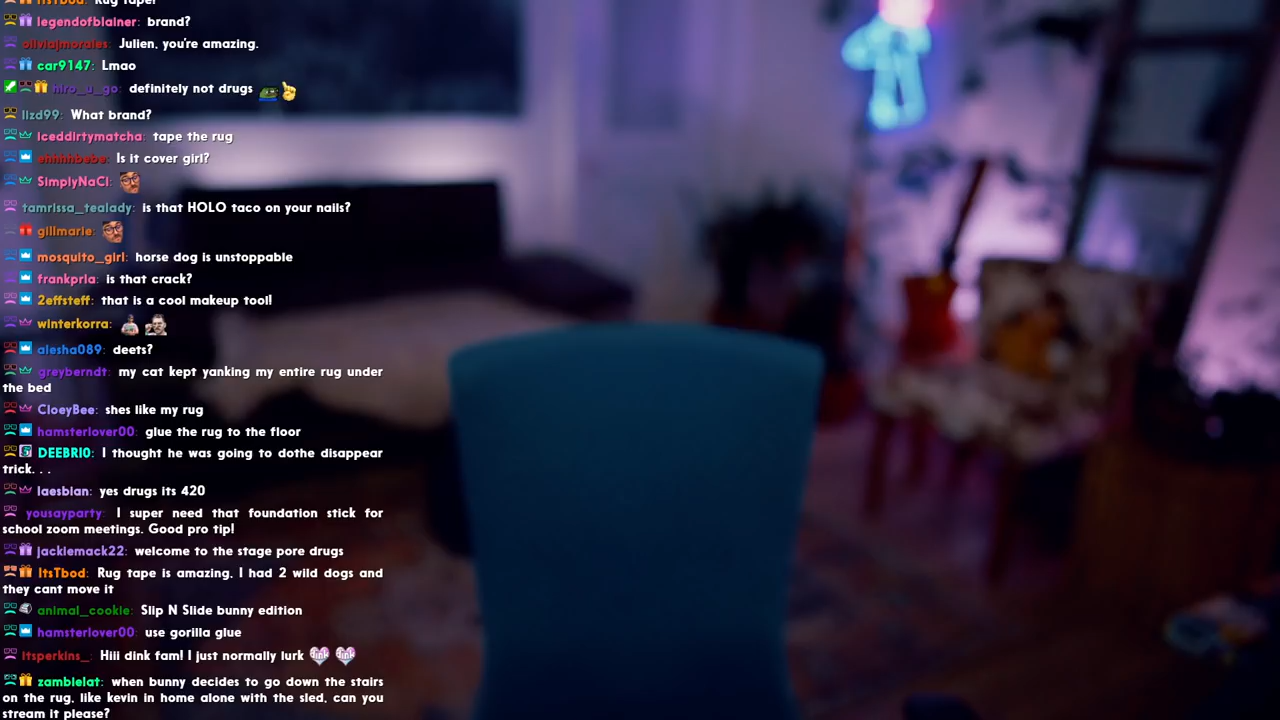 ItsTbod: Rug taper
legendofblainer: brand?
oliviajmorales: Julien, you're amazing.
car9147: Lmao
hiro_u_go: definitely not drugs
lizd99: What brand?
iceddirtymatcha: tape the rug
ehhhhbebe: Is it cover girl?
SimplyNaCl:
tamrissa_tealady: is that HOLO taco on your nails?
gillmarie:
mosquito_girl: horse dog is unstoppable
frankpria: is that crack?
2effsteff: that is a cool makeup tool!
winterkorra:
alesha089: deets?
greyberndt: my cat kept yanking my entire rug under
the bed
CloeyBee: shes like my rug
hamsterlover00: glue the rug to the floor
DEEBRI0: I thought he was going to dothe disappear
trick. . .
laesbian: yes drugs its 420
yousayparty: I super need that foundation stick for
school zoom meetings. Good pro tip!
jackiemack22: welcome to the stage pore drugs
ItsTbod: Rug tape is amazing, I had 2 wild dogs and
they cant move it
animal_cookie: Slip N Slide bunny edition
hamsterlover00: use gorilla glue
itsperkins_: Hiii dink fam! I just normally lurk
zamblelat: when bunny decides to go down the stairs
on the rug, like kevin in home alone with the sled, can you
stream it please?